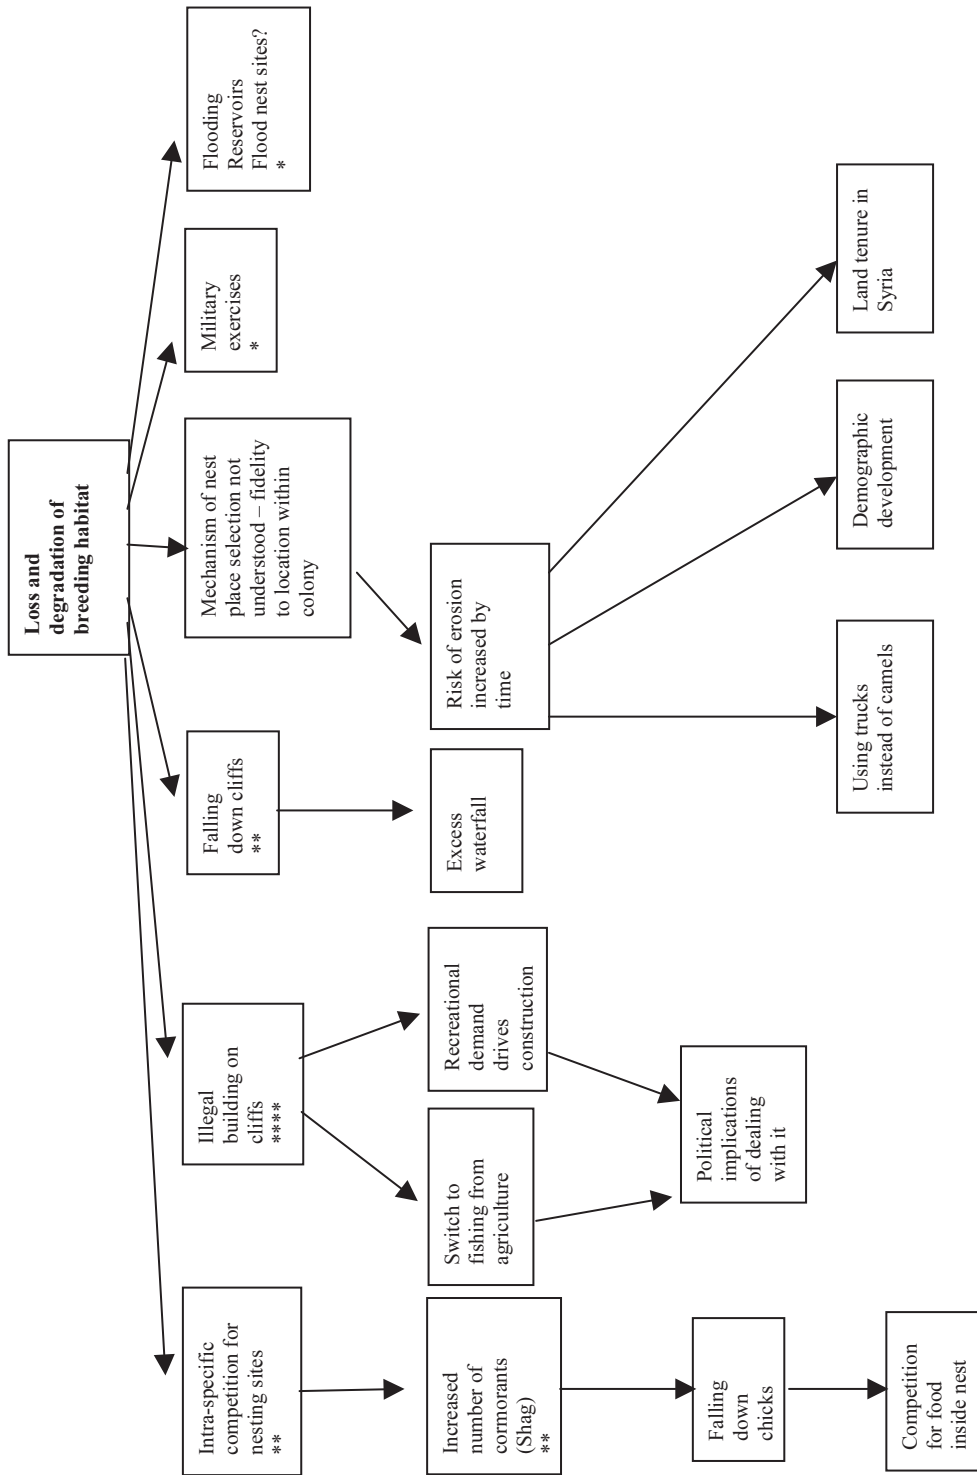 Loss and
degradation of
breeding habitat
Intra-specific
competition for
nesting sites
**
Illegal
building on
cliffs
****
Falling
down cliffs
**
Mechanism of nest
place selection not
understood – fidelity
to location within
colony
Military
exercises
*
Flooding
Reservoirs
Flood nest sites?
*
Increased
number of
cormorants
(Shag)
**
Switch to
fishing from
agriculture
Recreational
demand
drives
construction
Excess
waterfall
Risk of erosion
increased by
time
Falling
down
chicks
Political
implications
of dealing
with it
Using trucks
instead of camels
Demographic
development
Land tenure in
Syria
Competition
for food
inside nest